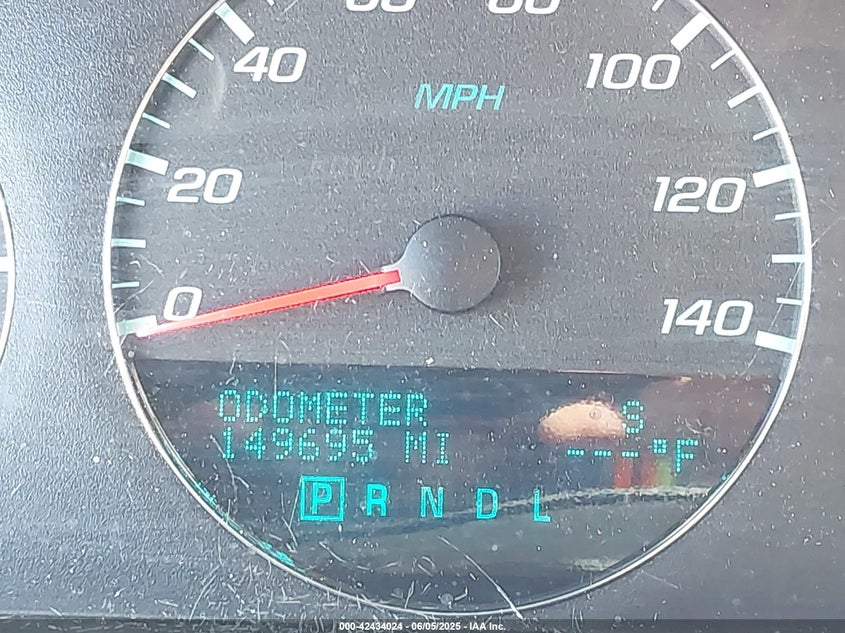 40
100
MPH
20
120
0
140
ODOMETER
S
149695 MI
---°F
P R N D L
000-42434024 - 06/05/2025 - IAA Inc.